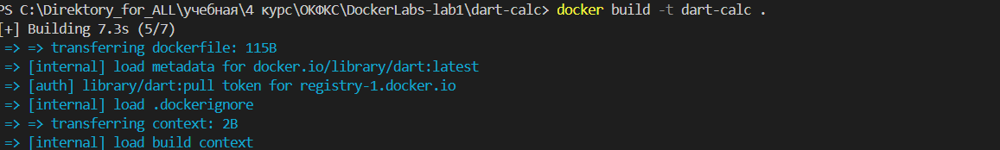 PS C:\Direktory_for_ALL\учебная\4 курс\ОКФКС\DockerLabs-lab1\dart-calc> docker build -t dart-calc .
[+] Building 7.3s (5/7)
=> => transferring dockerfile: 115B
=> [internal] load metadata for docker.io/library/dart:latest
=> [auth] library/dart:pull token for registry-1.docker.io
=> [internal] load .dockerignore
=> => transferring context: 2B
=> [internal] load build context